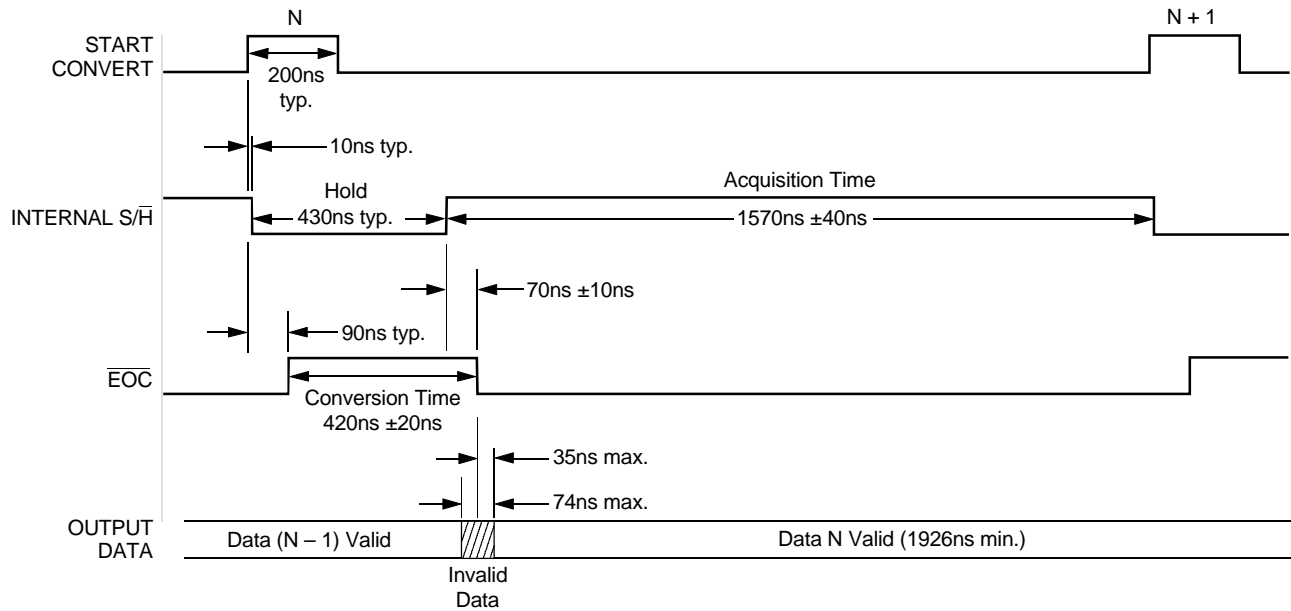 N
N + 1
START
CONVERT
200ns
typ.
10ns typ.
Hold
Acquisition Time
INTERNAL S/H̅
430ns typ.
1570ns ±40ns
70ns ±10ns
90ns typ.
E̅O̅C̅
Conversion Time
420ns ±20ns
35ns max.
74ns max.
OUTPUT
DATA
Data (N – 1) Valid
Data N Valid (1926ns min.)
Invalid
Data